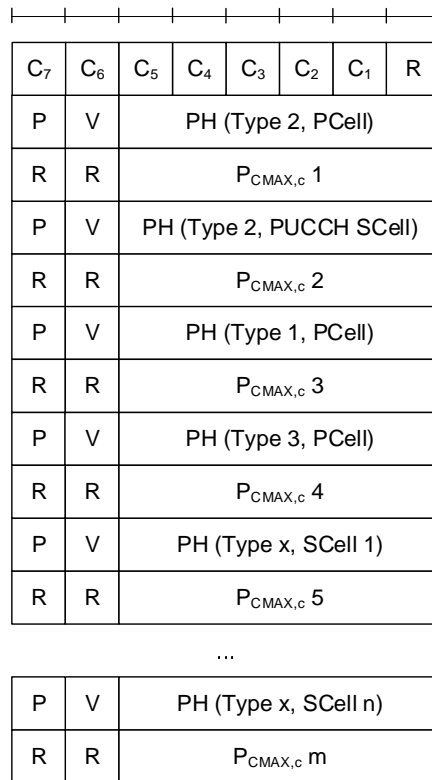 C7 C6 C5 C4 C3 C2 C1 R
P V PH (Type 2, PCell)
R R PCMAX,c 1
P V PH (Type 2, PUCCH SCell)
R R PCMAX,c 2
P V PH (Type 1, PCell)
R R PCMAX,c 3
P V PH (Type 3, PCell)
R R PCMAX,c 4
P V PH (Type x, SCell 1)
R R PCMAX,c 5
...
P V PH (Type x, SCell n)
R R PCMAX,c m